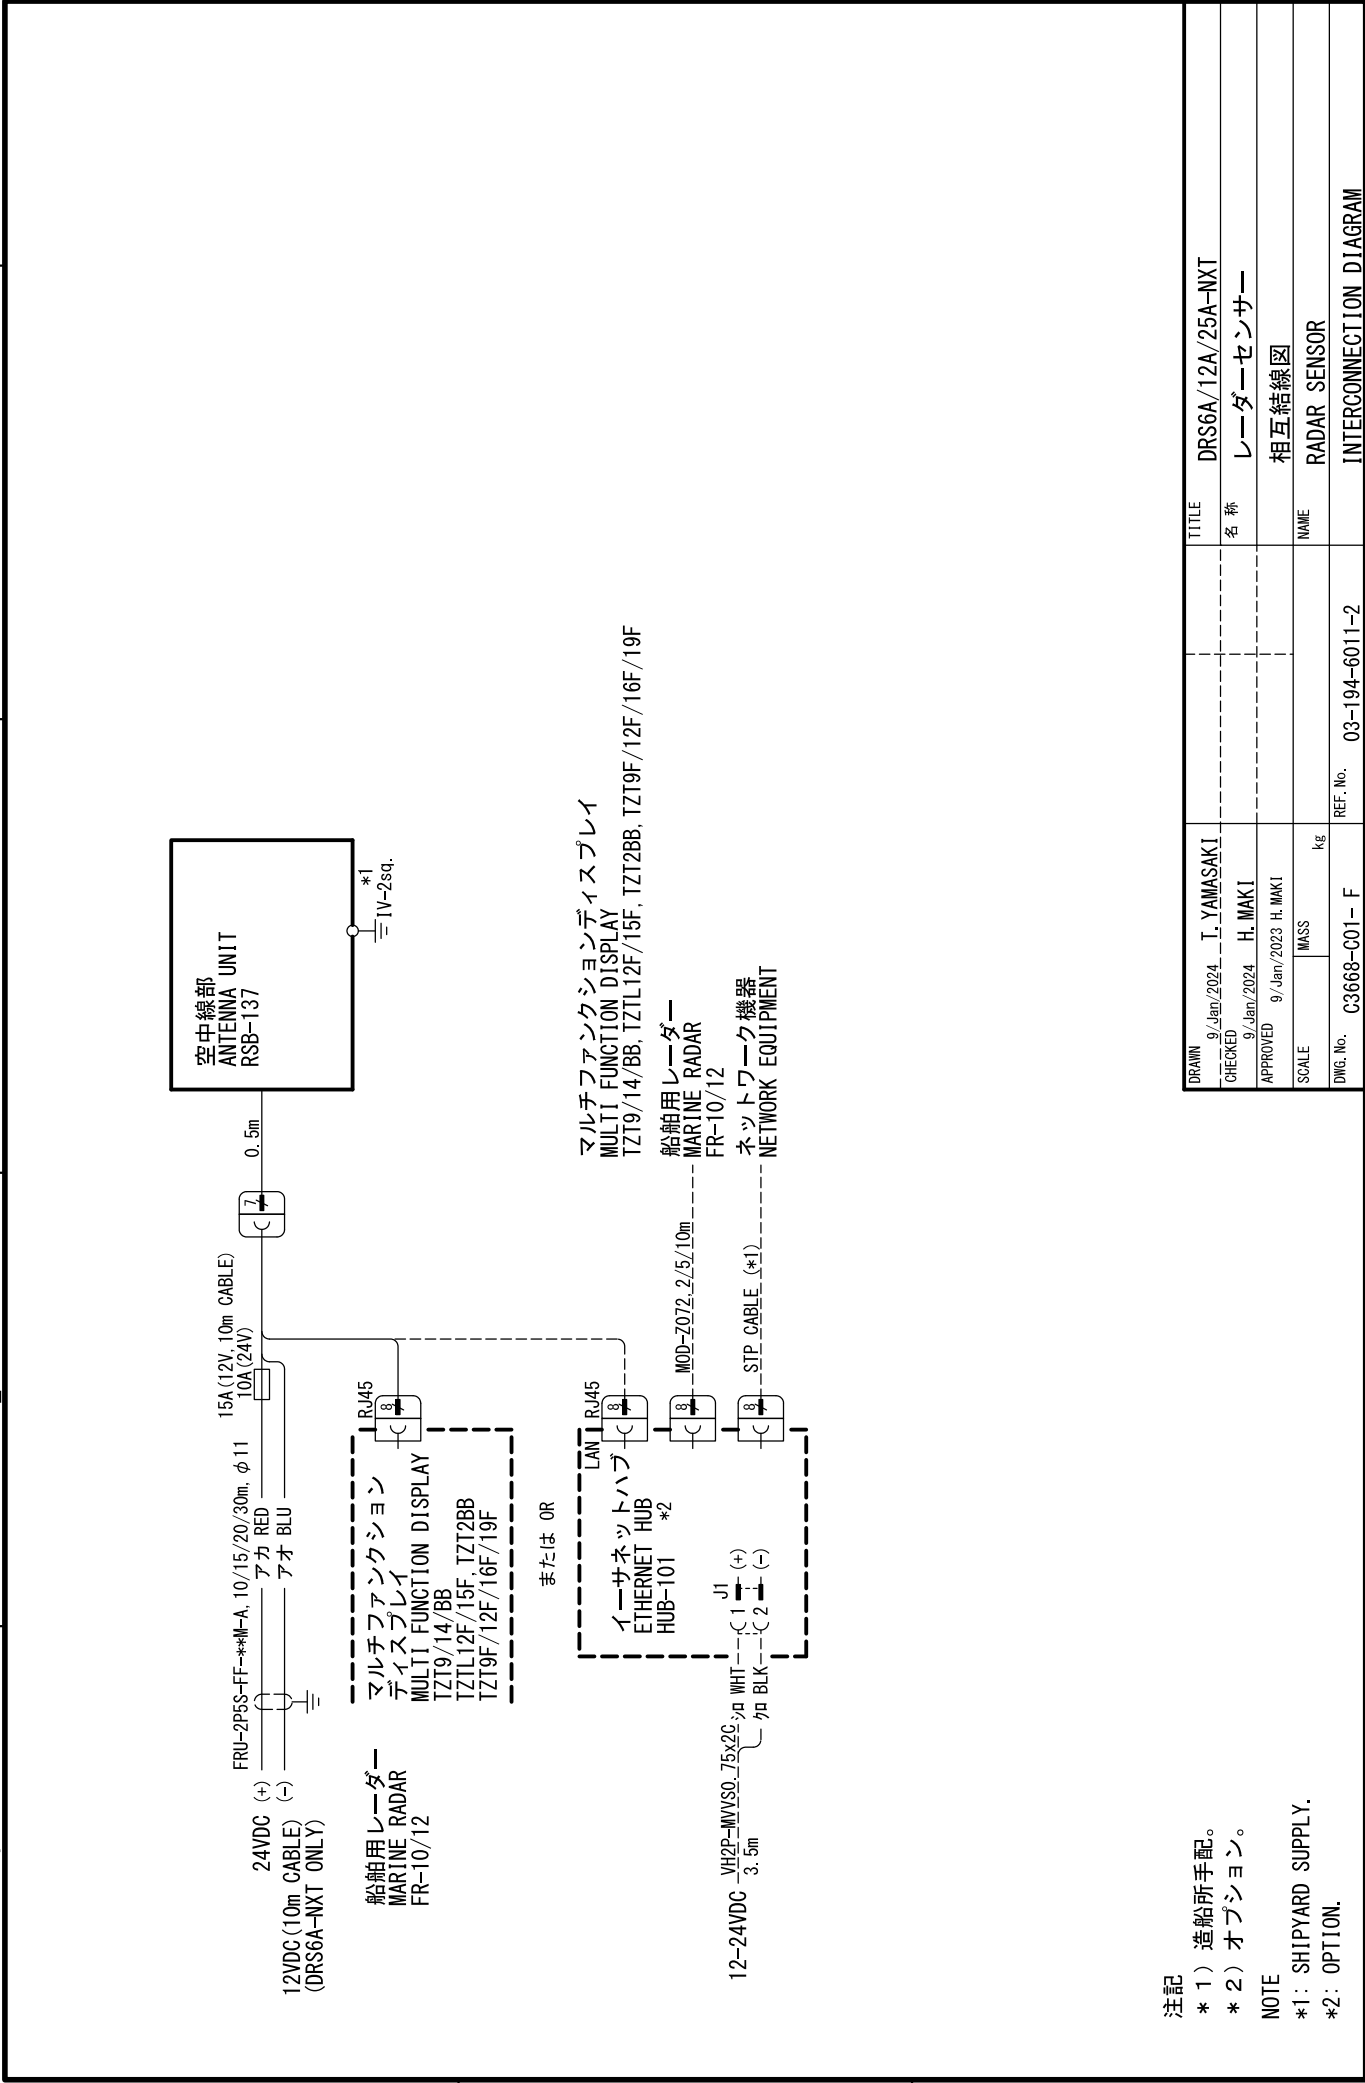 空中線部
ANTENNA UNIT
RSB-137
*1
IV-2sq.
0.5m
7
15A(12V,10m CABLE)
10A(24V)
FRU-2P5S-FF-**M-A,10/15/20/30m,φ11
アカ RED
アオ BLU
24VDC (+)
(-)
12VDC(10m CABLE)
(DRS6A-NXT ONLY)
船舶用レーダー
MARINE RADAR
FR-10/12
マルチファンクション
ディスプレイ
MULTI FUNCTION DISPLAY
TZT9/14/BB
TZTL12F/15F,TZT2BB
TZT9F/12F/16F/19F
RJ45
8
または OR
LAN
RJ45
8
8
8
イーサネットハブ
ETHERNET HUB
HUB-101
*2
J1
1
(+)
2
(-)
12-24VDC
VH2P-MVVS0.75x2C
3.5m
シロ WHT
クロ BLK
マルチファンクションディスプレイ
MULTI FUNCTION DISPLAY
TZT9/14/BB,TZTL12F/15F,TZT2BB,TZT9F/12F/16F/19F
MOD-Z072,2/5/10m
船舶用レーダー
MARINE RADAR
FR-10/12
STP CABLE (*1)
ネットワーク機器
NETWORK EQUIPMENT
注記
*1) 造船所手配。
*2) オプション。
NOTE
*1: SHIPYARD SUPPLY.
*2: OPTION.
DRAWN
9/Jan/2024 T.YAMASAKI
CHECKED
9/Jan/2024 H.MAKI
APPROVED
9/Jan/2023 H.MAKI
SCALE
MASS
kg
DWG.No.
C3668-C01- F
REF.No.
03-194-6011-2
TITLE
DRS6A/12A/25A-NXT
名称
レーダーセンサー
相互結線図
NAME
RADAR SENSOR
INTERCONNECTION DIAGRAM